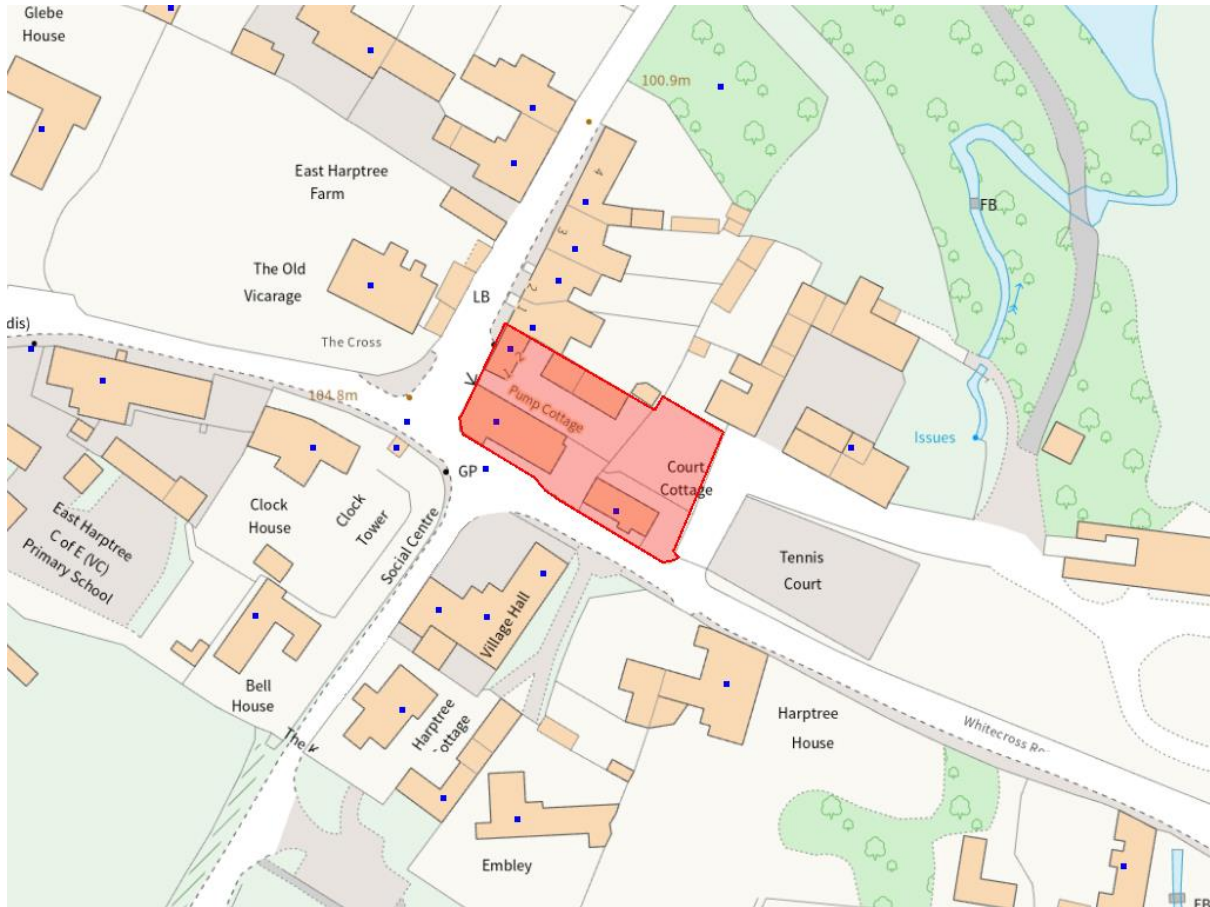 Glebe
House
100.9m
East Harptree
Farm
4
3
2
1
FB
The Old
Vicarage
LB
dis)
The Cross
104.8m
Pump Cottage
Issues
Court
Cottage
GP
Clock
House
Clock
Tower
Social Centre
East Harptree
C of E (VC)
Primary School
Tennis
Court
Village Hall
Bell
House
Harptree
Harptree
House
Whitecross
Embley
FB